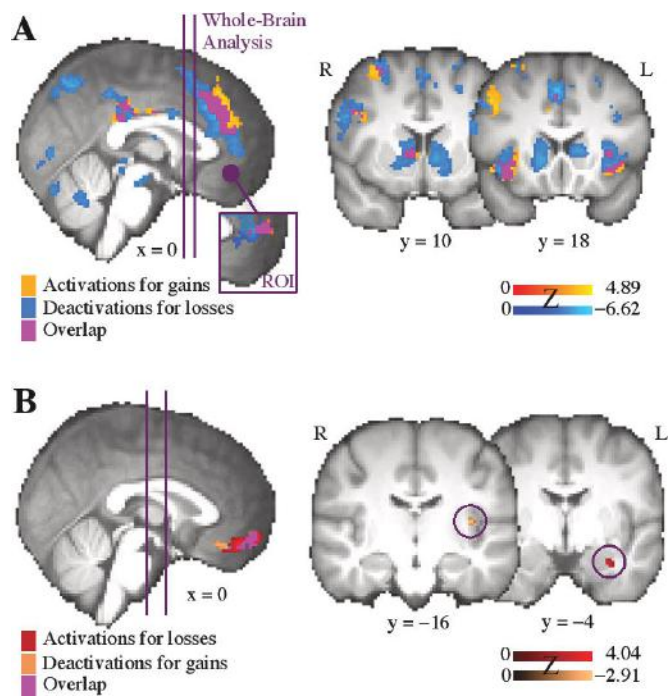 A
Whole-Brain
Analysis
R
L
x = 0
ROI
y = 10
y = 18
Activations for gains
Deactivations for losses
Overlap
0 4.89
Z
0 −6.62
B
R
L
x = 0
y = −16
y = −4
Activations for losses
Deactivations for gains
Overlap
0 4.04
Z
0 −2.91